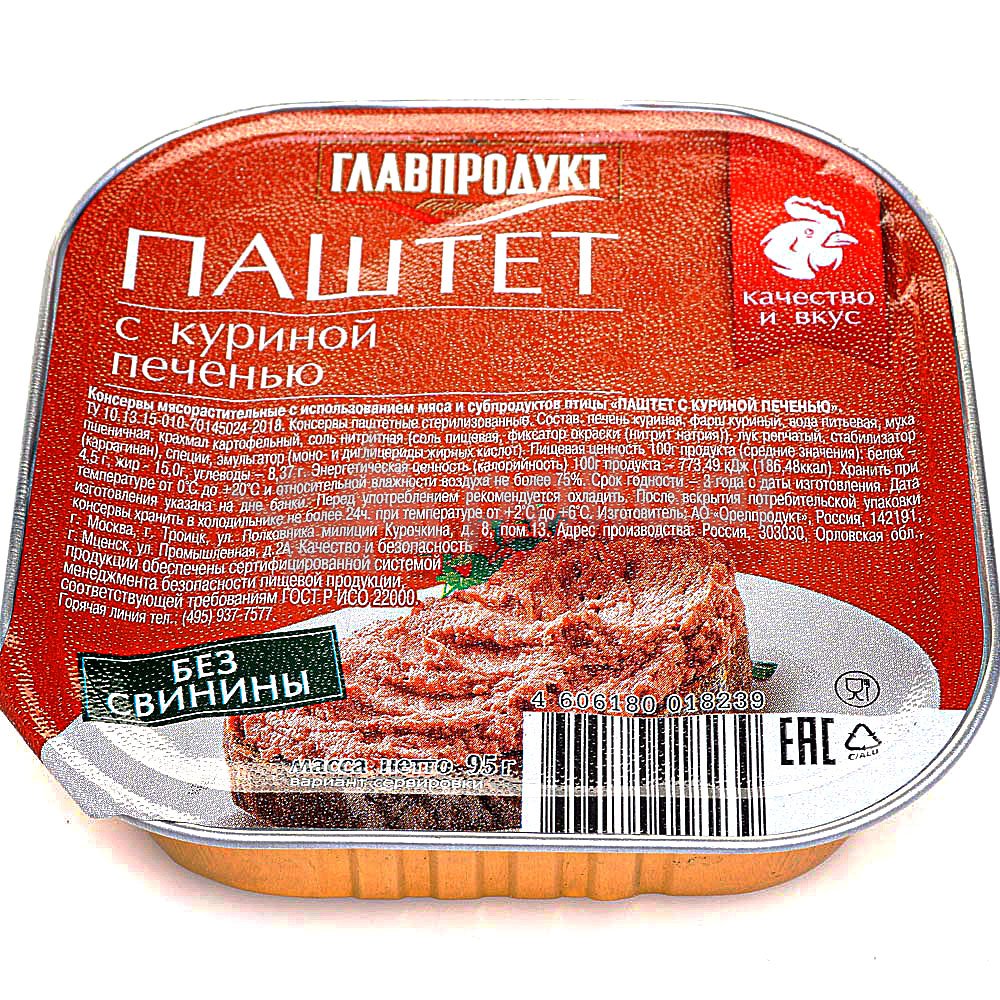 ГЛАВПРОДУКТ
ПАШТЕТ
с куриной
печенью
качество
и вкус
Консервы мясорастительные с использованием мяса и субпродуктов птицы «ПАШТЕТ С КУРИНОЙ ПЕЧЕНЬЮ».
ТУ 10.13.15-010-70145024-2018. Консервы паштетные стерилизованные. Состав: печень куриная, фарш куриный, вода питьевая, мука
пшеничная, крахмал картофельный, соль нитритная (соль пищевая, фиксатор окраски (нитрит натрия)), лук репчатый, стабилизатор
(каррагинан), специи, эмульгатор (моно- и диглицериды жирных кислот). Пищевая ценность 100г продукта (средние значения): белок –
4,5 г, жир – 15,0г, углеводы – 8,37 г. Энергетическая ценность (калорийность) 100г продукта – 773,49 кДж (186,48ккал). Хранить при
температуре от 0°С до +20°С и относительной влажности воздуха не более 75%. Срок годности – 3 года с даты изготовления. Дата
изготовления указана на дне банки. Перед употреблением рекомендуется охладить. После вскрытия потребительской упаковки
консервы хранить в холодильнике не более 24ч. при температуре от +2°С до +6°С. Изготовитель: АО «Орелпродукт», Россия, 142191,
г. Москва, г. Троицк, ул. Полковника милиции Курочкина, д. 8, пом.13. Адрес производства: Россия, 303030, Орловская обл.,
г. Мценск, ул. Промышленная, д.2А. Качество и безопасность
продукции обеспечены сертифицированной системой
менеджмента безопасности пищевой продукции,
соответствующей требованиям ГОСТ Р ИСО 22000.
Горячая линия тел.: (495) 937-7577.
БЕЗ
СВИНИНЫ
4 606180 018239
масса нетто 95 г
вариант сервировки
EAC
C/ALU